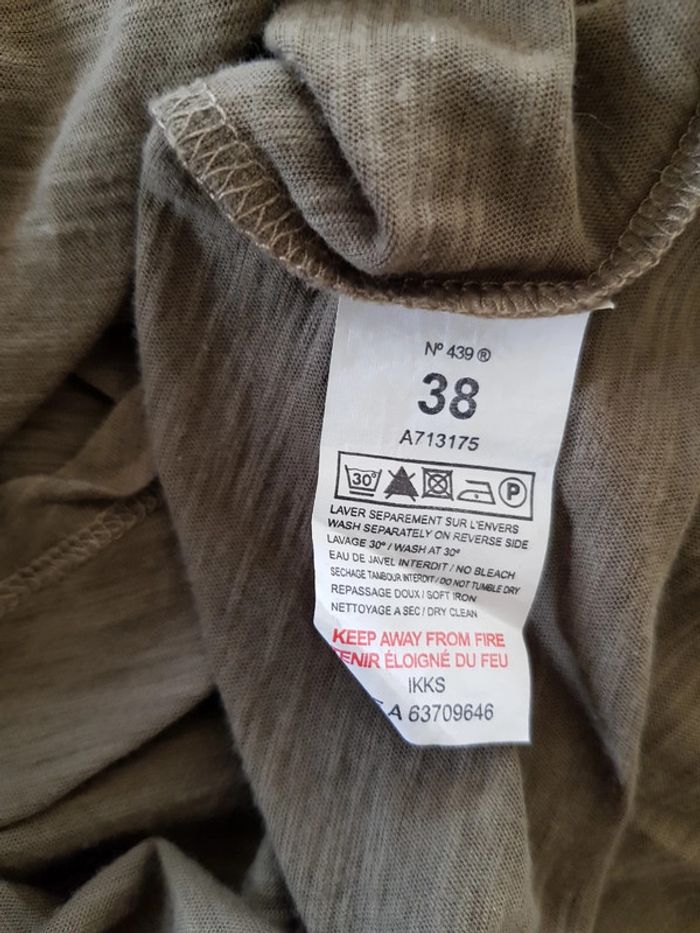 Nº 439 ®
38
A713175
30° P
LAVER SEPAREMENT SUR L'ENVERS
WASH SEPARATELY ON REVERSE SIDE
LAVAGE 30° / WASH AT 30°
EAU DE JAVEL INTERDIT / NO BLEACH
SECHAGE TAMBOUR INTERDIT / DO NOT TUMBLE DRY
REPASSAGE DOUX / SOFT IRON
NETTOYAGE A SEC / DRY CLEAN
KEEP AWAY FROM FIRE
ENIR ÉLOIGNÉ DU FEU
IKKS
A 63709646